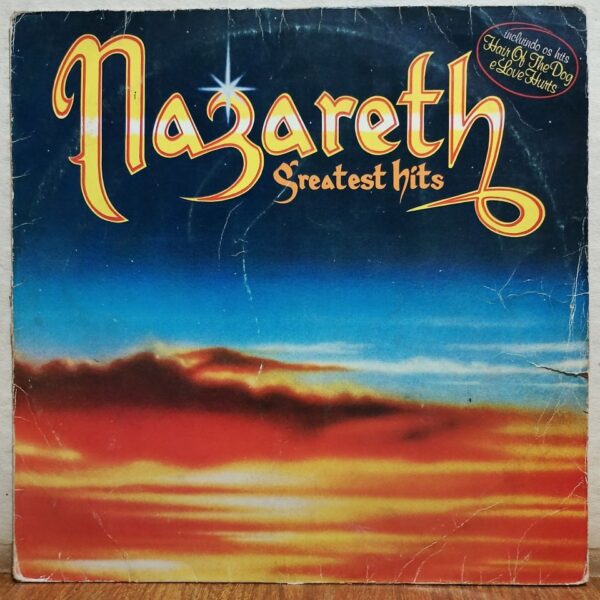 Nazareth
Greatest hits
incluindo os hits
Hair Of The Dog
e Love Hurts